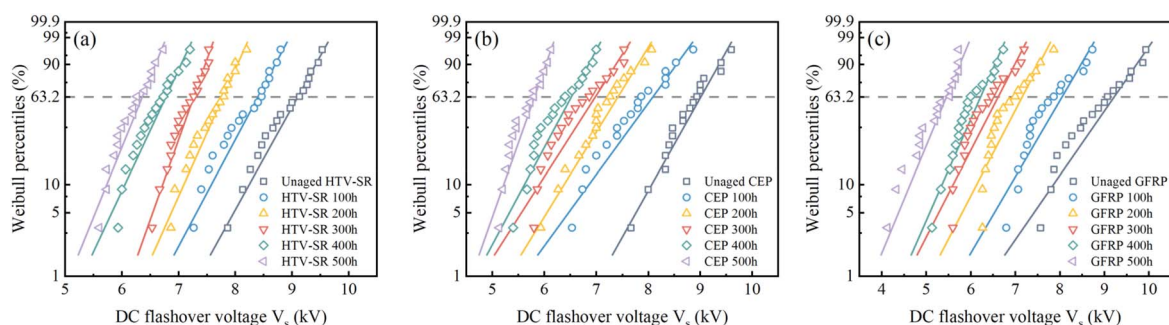 99.9
99
90
63.2
10
5
1
Weibull percentiles (%)
(a)
Unaged HTV-SR
HTV-SR 100h
HTV-SR 200h
HTV-SR 300h
HTV-SR 400h
HTV-SR 500h
5 6 7 8 9 10
DC flashover voltage Vs (kV)
99.9
99
90
63.2
10
5
1
Weibull percentiles (%)
(b)
Unaged CEP
CEP 100h
CEP 200h
CEP 300h
CEP 400h
CEP 500h
5 6 7 8 9 10
DC flashover voltage Vs (kV)
99.9
99
90
63.2
10
5
1
Weibull percentiles (%)
(c)
Unaged GFRP
GFRP 100h
GFRP 200h
GFRP 300h
GFRP 400h
GFRP 500h
4 5 6 7 8 9 10
DC flashover voltage Vs (kV)